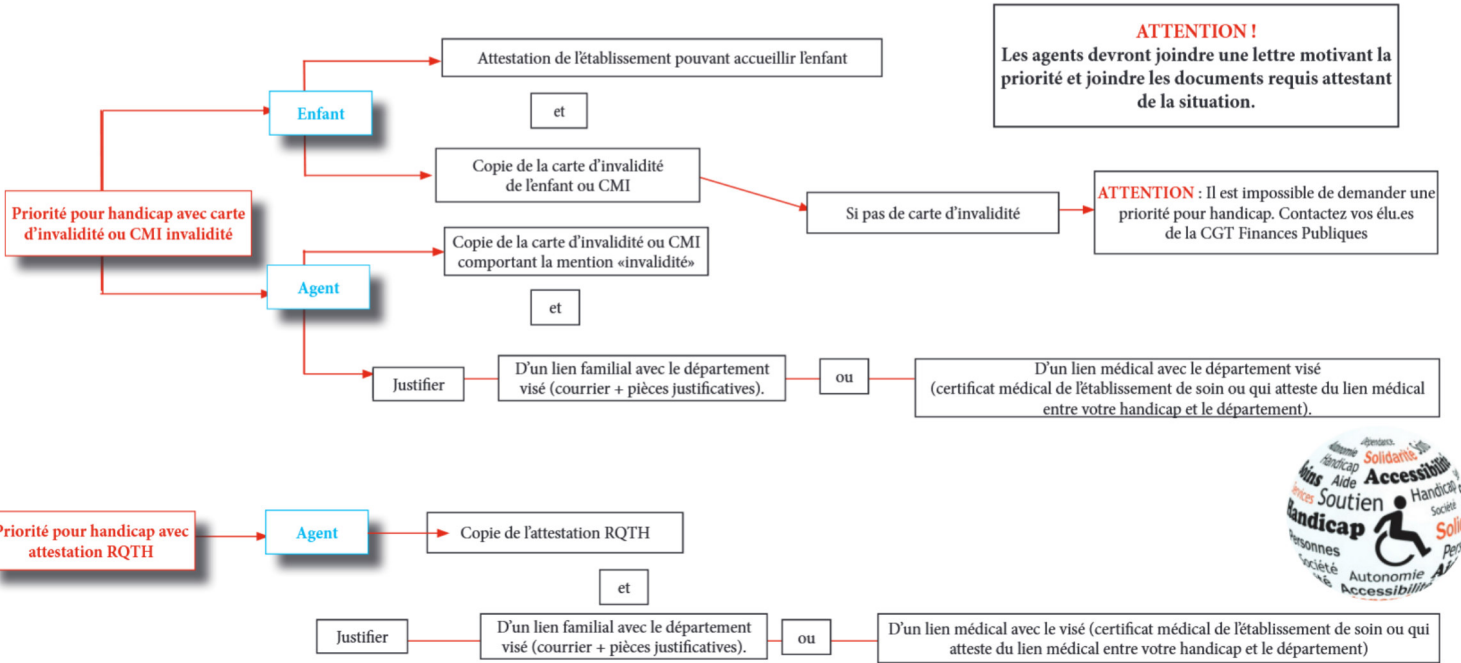 ATTENTION !
Les agents devront joindre une lettre motivant la
priorité et joindre les documents requis attestant
de la situation.
Attestation de l'établissement pouvant accueillir l'enfant
Enfant
et
Copie de la carte d'invalidité
de l'enfant ou CMI
Si pas de carte d'invalidité
ATTENTION : Il est impossible de demander une
priorité pour handicap. Contactez vos élu.es
de la CGT Finances Publiques
Priorité pour handicap avec carte
d'invalidité ou CMI invalidité
Copie de la carte d'invalidité ou CMI
comportant la mention «invalidité»
Agent
et
Justifier
D'un lien familial avec le département
visé (courrier + pièces justificatives).
ou
D'un lien médical avec le département visé
(certificat médical de l'établissement de soin ou qui atteste du lien médical
entre votre handicap et le département).
Priorité pour handicap avec
attestation RQTH
Agent
Copie de l'attestation RQTH
et
Justifier
D'un lien familial avec le département
visé (courrier + pièces justificatives).
ou
D'un lien médical avec le visé (certificat médical de l'établissement de soin ou qui
atteste du lien médical entre votre handicap et le département)
Autonomie
Solidarité
Handicap
Aide
Accessibilité
Soutien
Handicap
Société
Handicap
Personnes
Société
Autonomie
Accessibilité